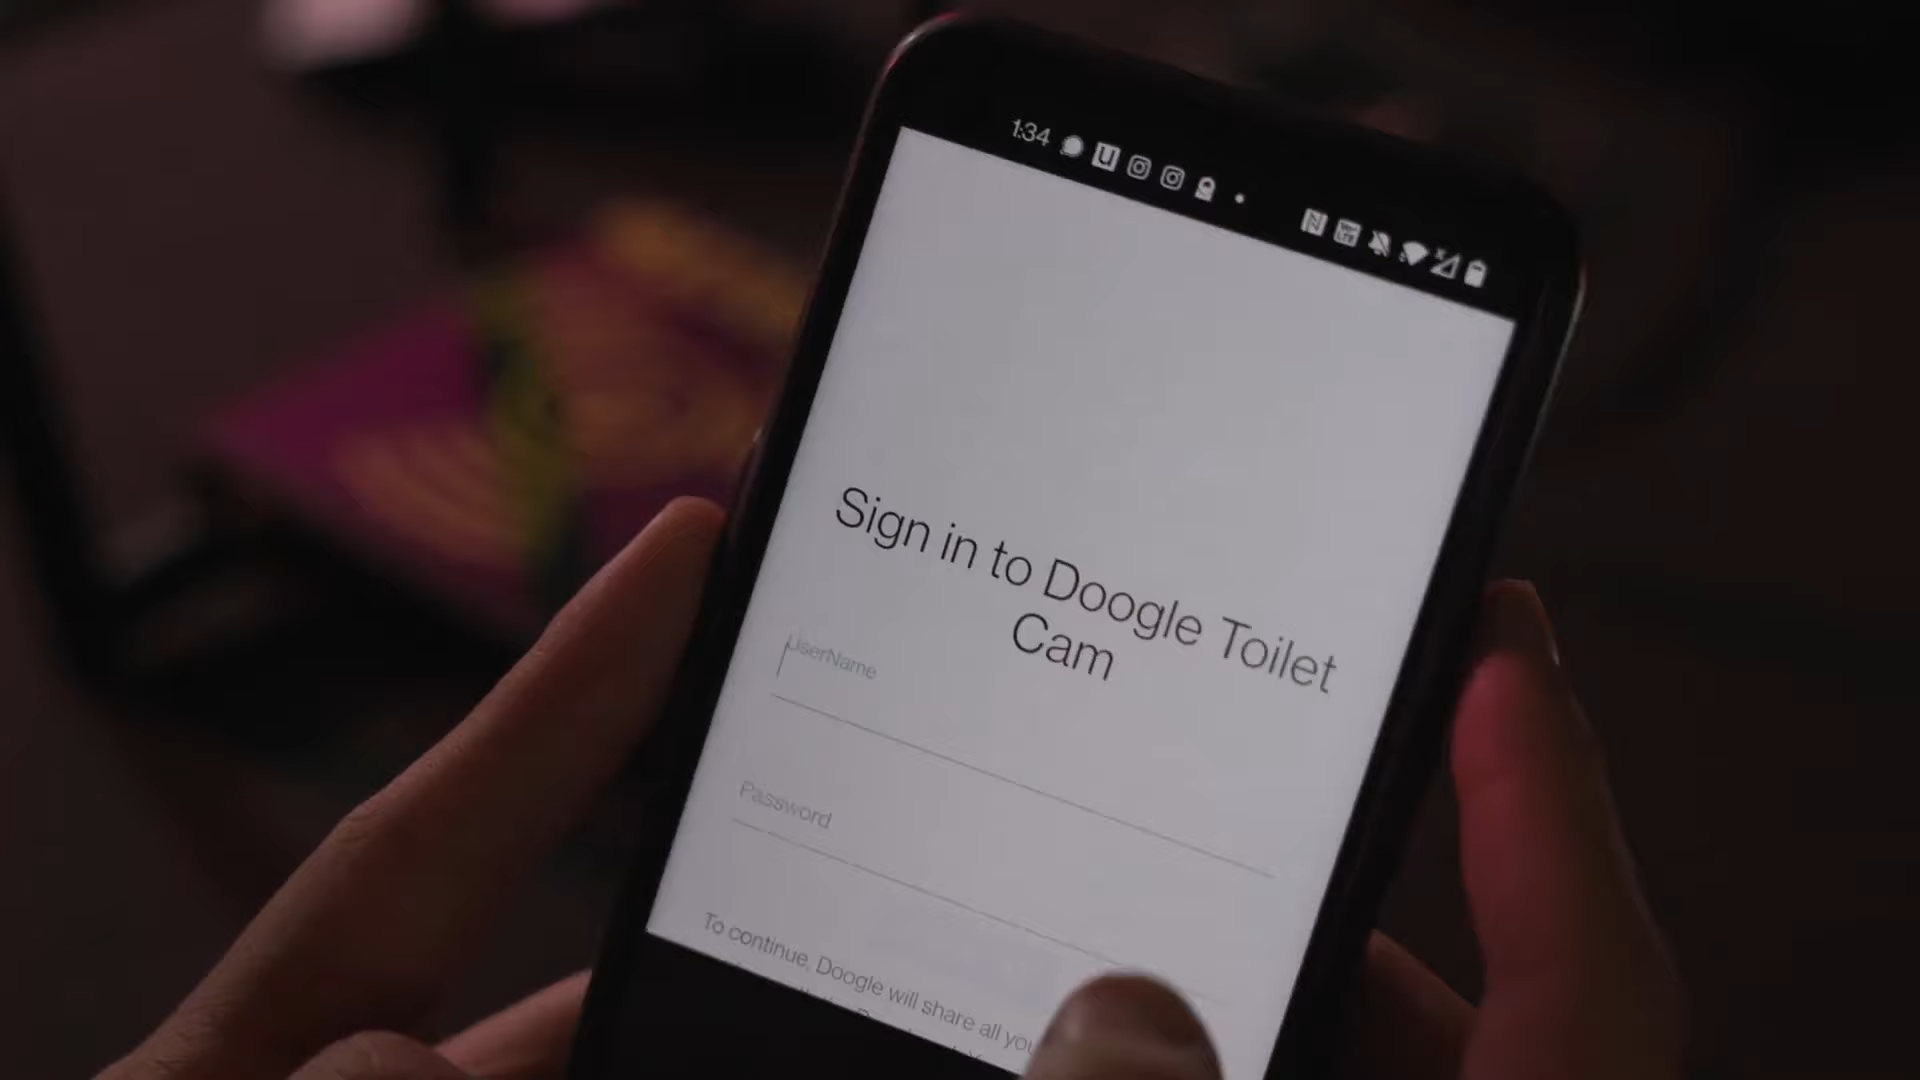 1:34
Sign in to Doogle Toilet
Cam
UserName
Password
To continue, Doogle will share all you